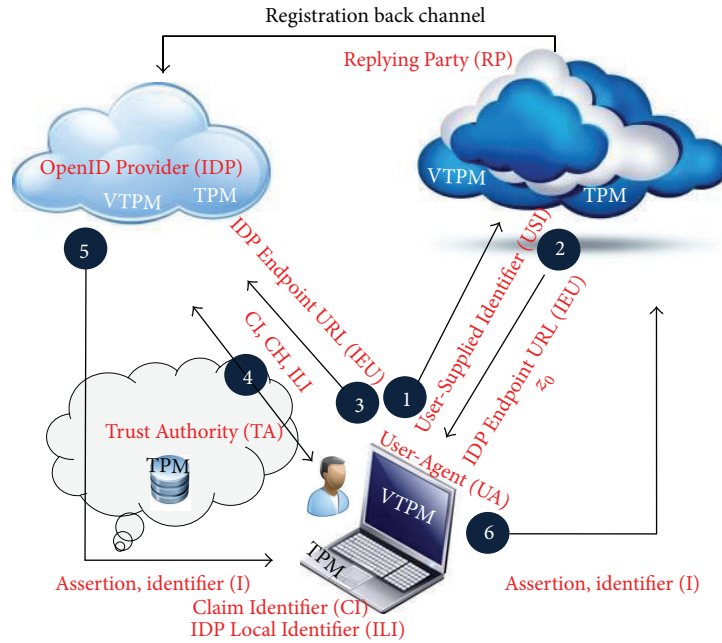 Registration back channel
Replying Party (RP)
OpenID Provider (IDP)
VTPM
TPM
VTPM
TPM
5
2
IDP Endpoint URL (IEU)
User-Supplied Identifier (USI)
IDP Endpoint URL (IEU)
z0
CI, CH, ILI
4
3
1
Trust Authority (TA)
TPM
User-Agent (UA)
VTPM
TPM
6
Assertion, identifier (I)
Assertion, identifier (I)
Claim Identifier (CI)
IDP Local Identifier (ILI)